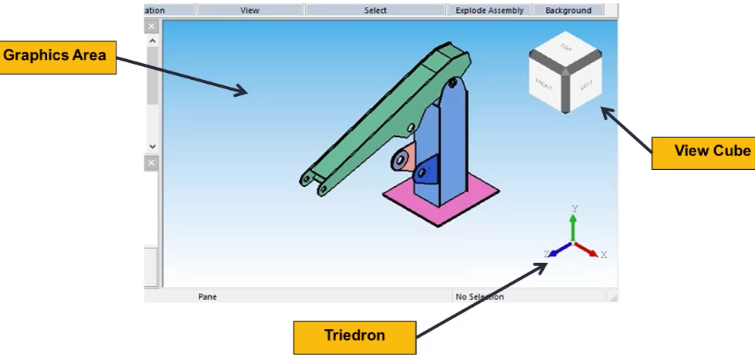 ation View Select Explode Assembly Background
Graphics Area
TOP
FRONT
LEFT
View Cube
Y
Z X
Pane No Selection
Triedron